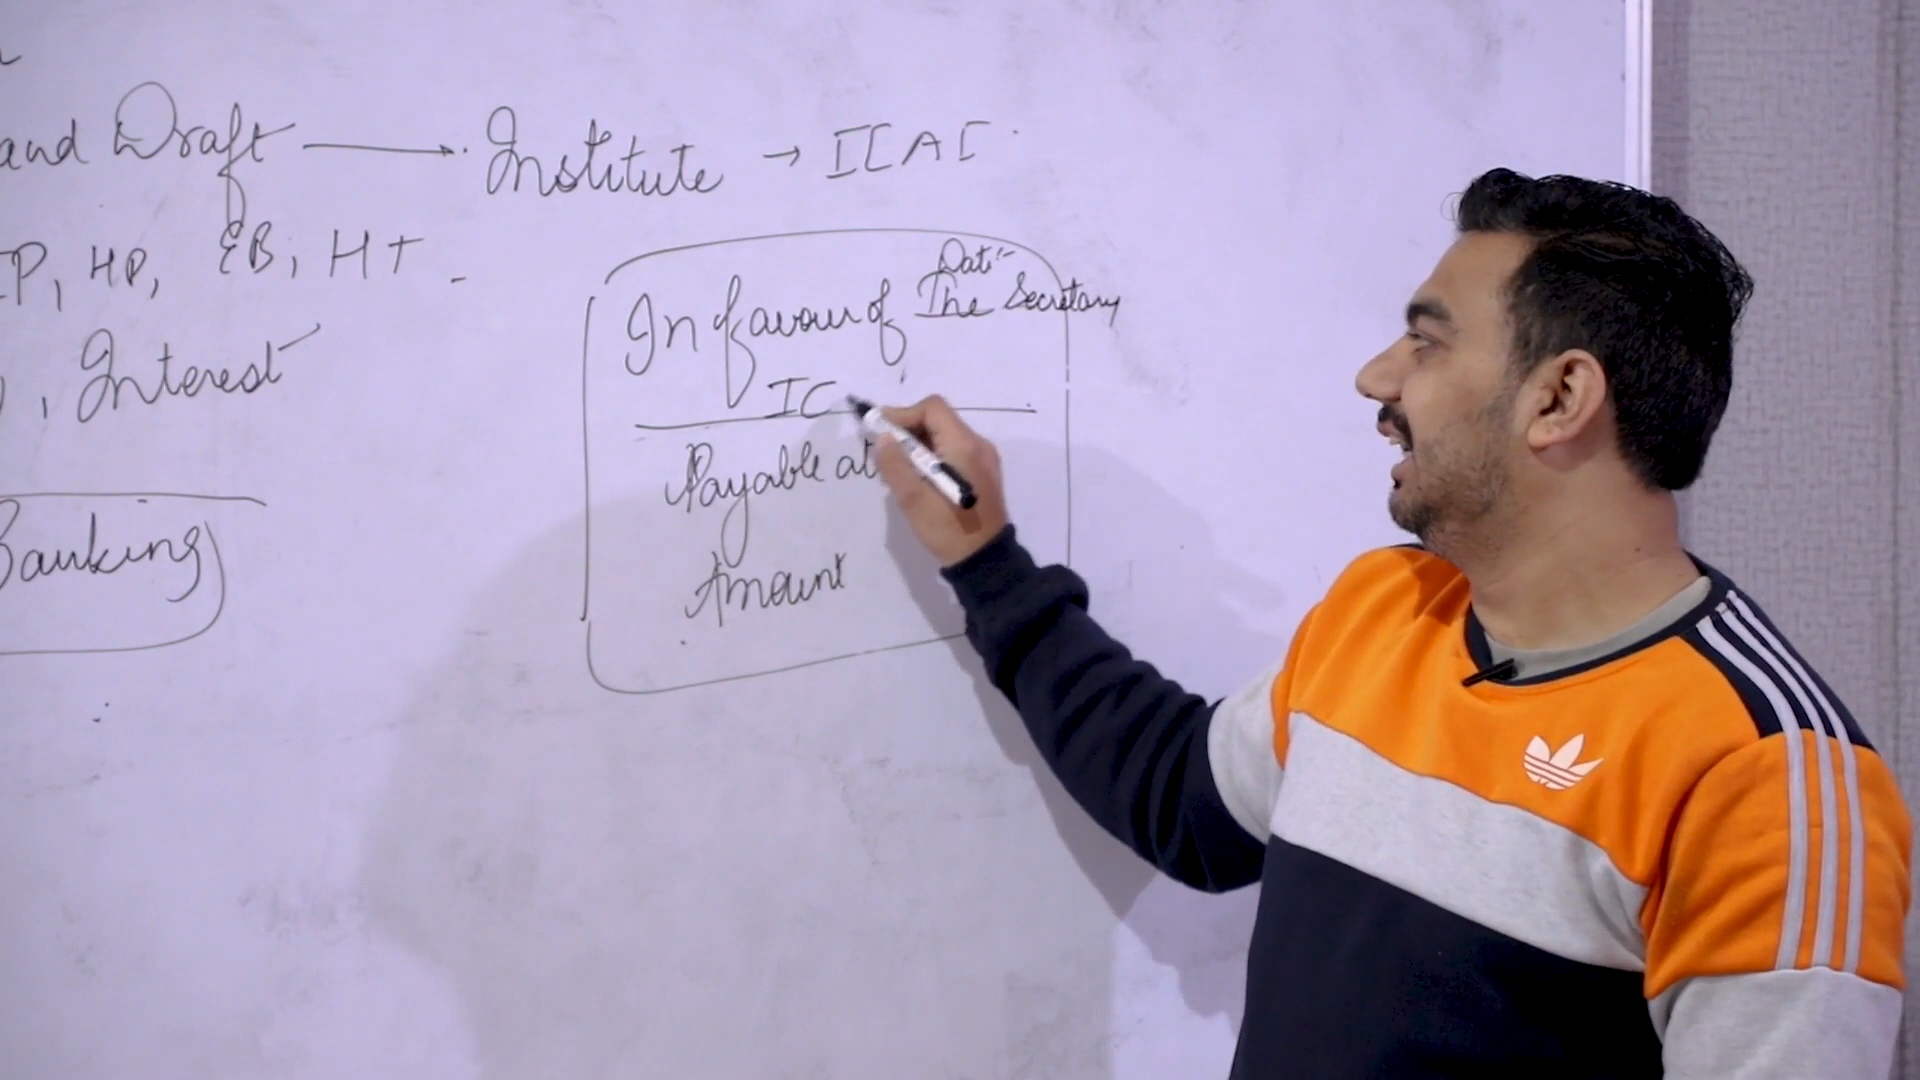 and Draft → Institute → ICAI
IP, HP, EB, HT
, Interest
Banking
Date:-
In favour of The Secretary
IC
Payable at
Amount